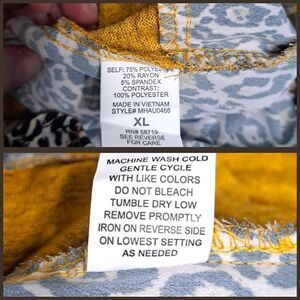 SELF: 75% POLYESTER
20% RAYON
5% SPANDEX
CONTRAST:
100% POLYESTER
MADE IN VIETNAM
STYLE# MHAU0466
XL
RN# 58719
SEE REVERSE
FOR CARE
MACHINE WASH COLD
GENTLE CYCLE
WITH LIKE COLORS
DO NOT BLEACH
TUMBLE DRY LOW
REMOVE PROMPTLY
IRON ON REVERSE SIDE
ON LOWEST SETTING
AS NEEDED